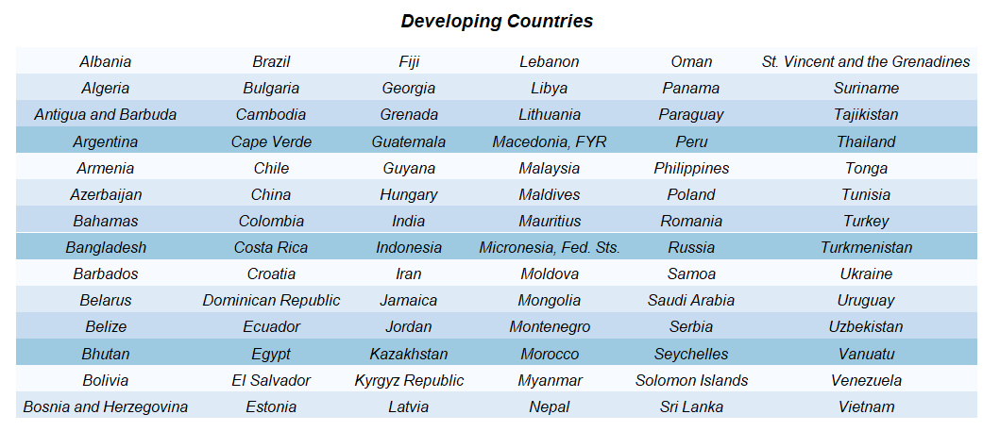 Developing Countries
Albania Brazil Fiji Lebanon Oman St. Vincent and the Grenadines
Algeria Bulgaria Georgia Libya Panama Suriname
Antigua and Barbuda Cambodia Grenada Lithuania Paraguay Tajikistan
Argentina Cape Verde Guatemala Macedonia, FYR Peru Thailand
Armenia Chile Guyana Malaysia Philippines Tonga
Azerbaijan China Hungary Maldives Poland Tunisia
Bahamas Colombia India Mauritius Romania Turkey
Bangladesh Costa Rica Indonesia Micronesia, Fed. Sts. Russia Turkmenistan
Barbados Croatia Iran Moldova Samoa Ukraine
Belarus Dominican Republic Jamaica Mongolia Saudi Arabia Uruguay
Belize Ecuador Jordan Montenegro Serbia Uzbekistan
Bhutan Egypt Kazakhstan Morocco Seychelles Vanuatu
Bolivia El Salvador Kyrgyz Republic Myanmar Solomon Islands Venezuela
Bosnia and Herzegovina Estonia Latvia Nepal Sri Lanka Vietnam